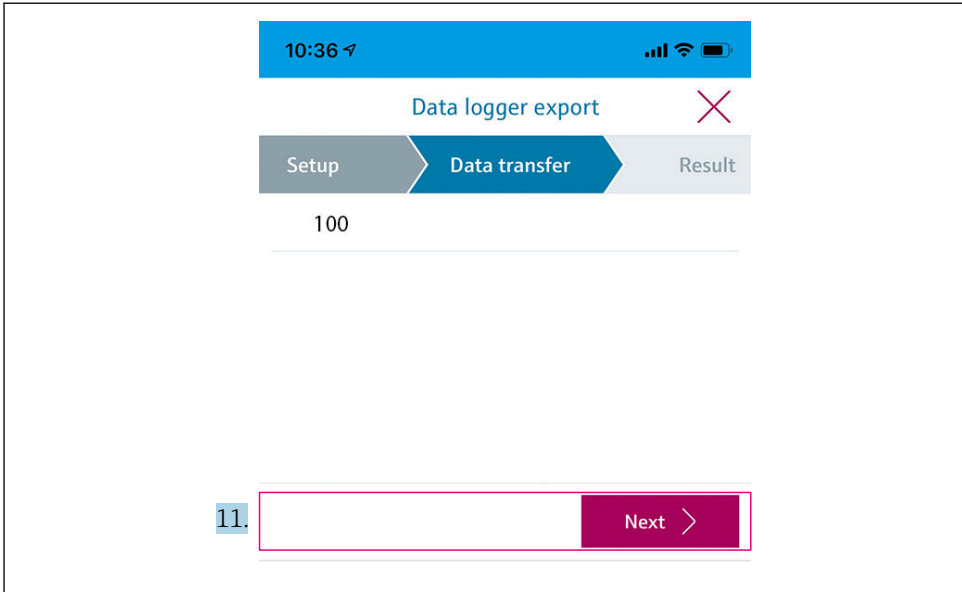 10:36
Data logger export
Setup Data transfer Result
100
11. Next